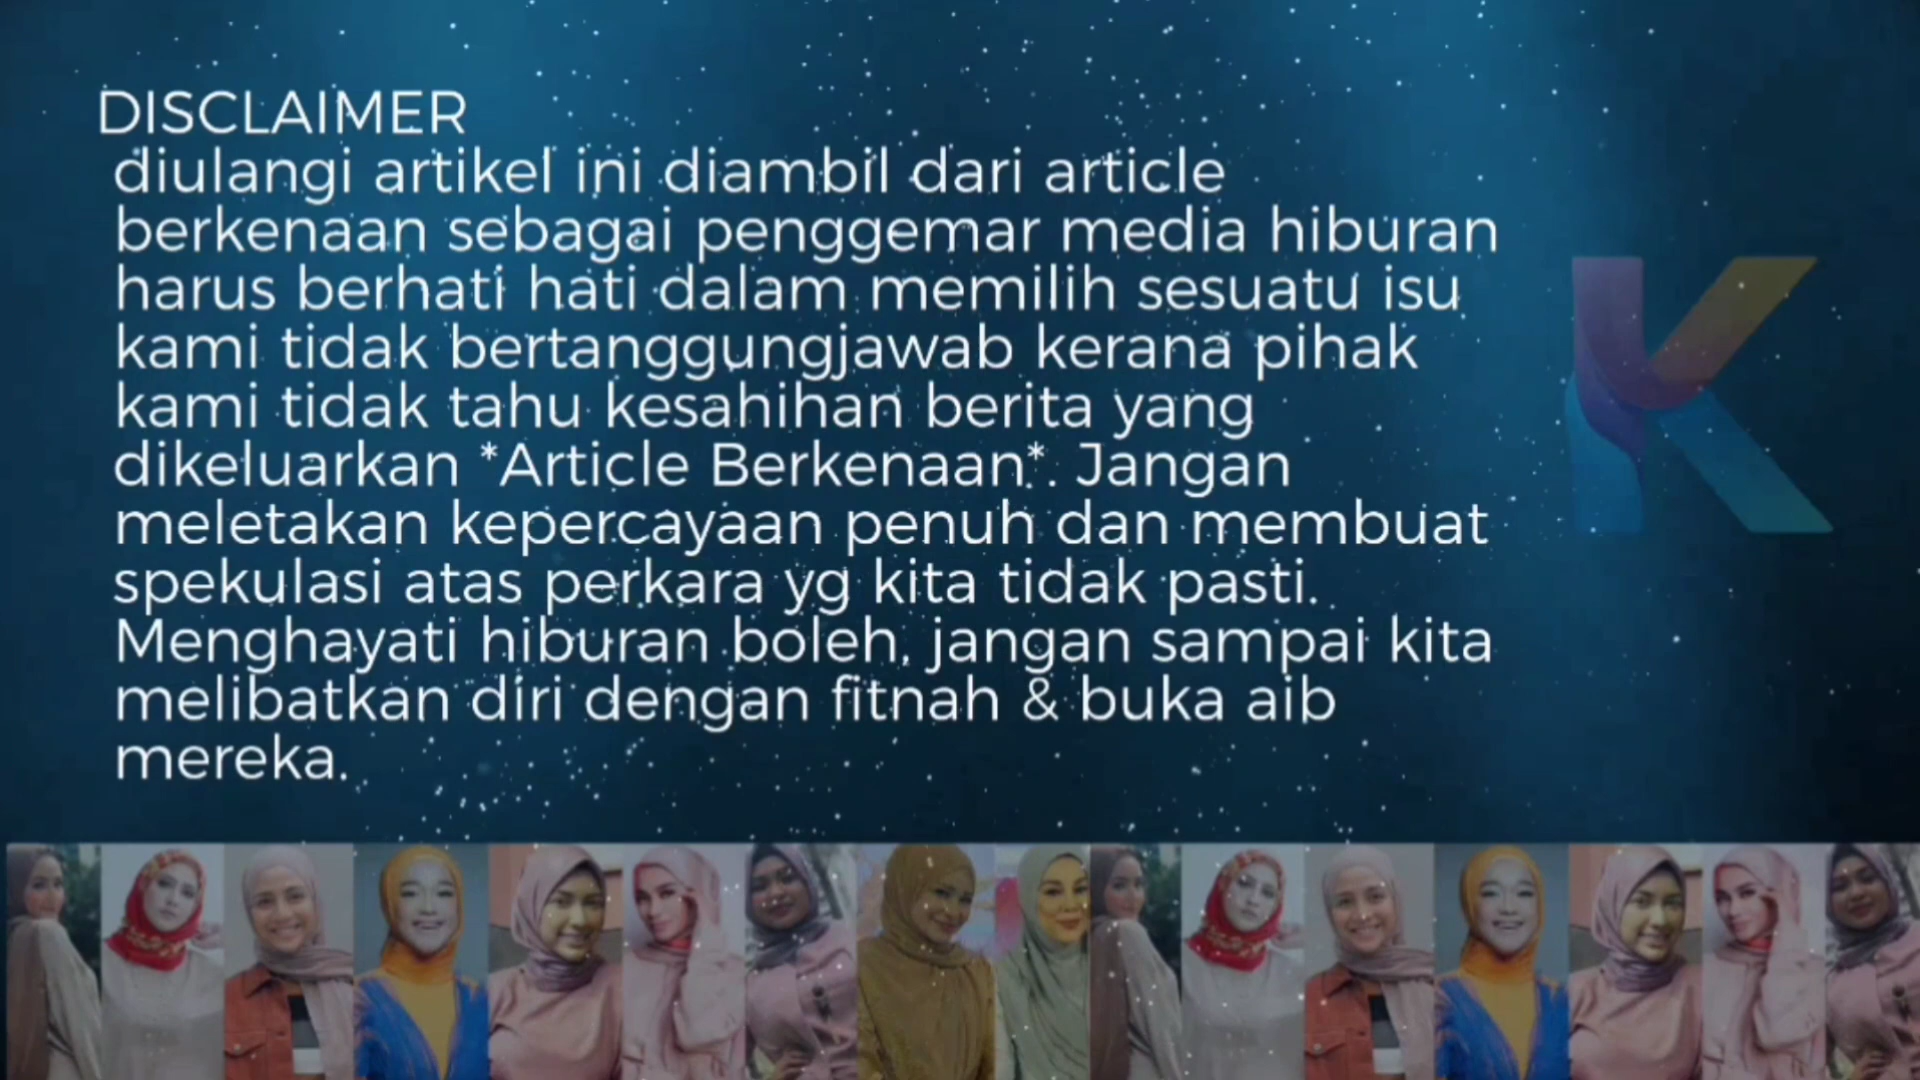 DISCLAIMER
diulangi artikel ini diambil dari article
berkenaan sebagai penggemar media hiburan
harus berhati hati dalam memilih sesuatu isu
kami tidak bertanggungjawab kerana pihak
kami tidak tahu kesahihan berita yang
dikeluarkan *Article Berkenaan*. Jangan
meletakan kepercayaan penuh dan membuat
spekulasi atas perkara yg kita tidak pasti.
Menghayati hiburan boleh, jangan sampai kita
melibatkan diri dengan fitnah & buka aib
mereka.
K